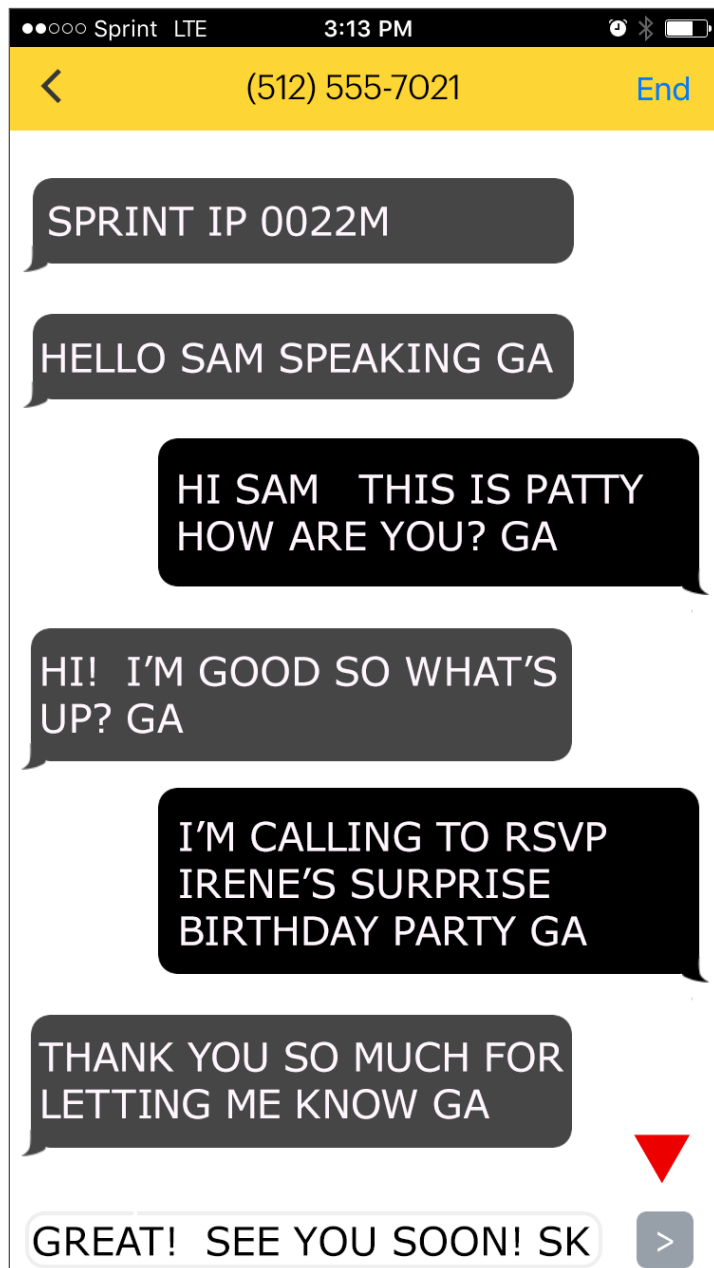 Sprint LTE 3:13 PM
< (512) 555-7021 End
SPRINT IP 0022M
HELLO SAM SPEAKING GA
HI SAM   THIS IS PATTY
HOW ARE YOU? GA
HI!  I’M GOOD SO WHAT’S
UP? GA
I’M CALLING TO RSVP
IRENE’S SURPRISE
BIRTHDAY PARTY GA
THANK YOU SO MUCH FOR
LETTING ME KNOW GA
GREAT!  SEE YOU SOON! SK >